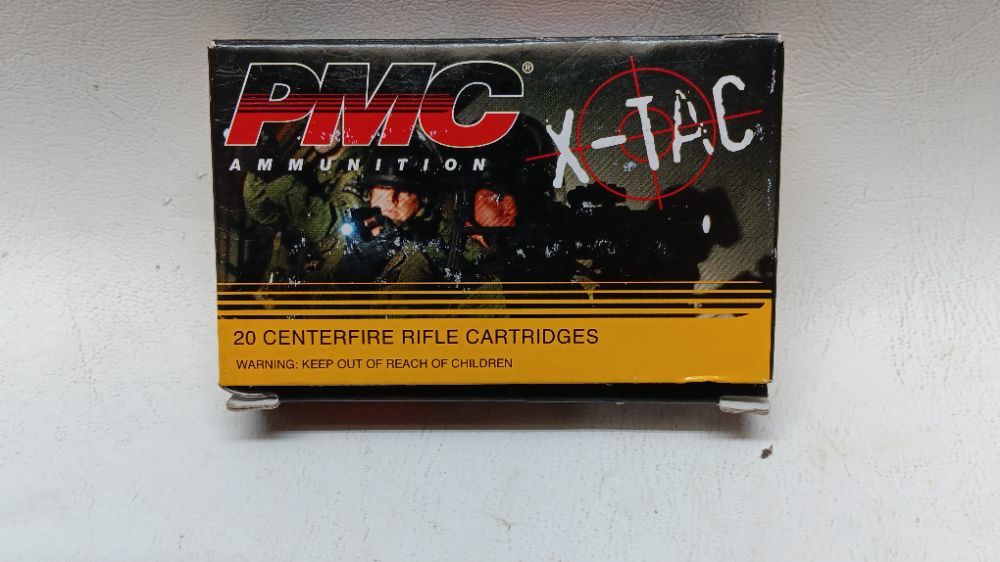 PMC®
AMMUNITION
X-TAC
20 CENTERFIRE RIFLE CARTRIDGES
WARNING: KEEP OUT OF REACH OF CHILDREN